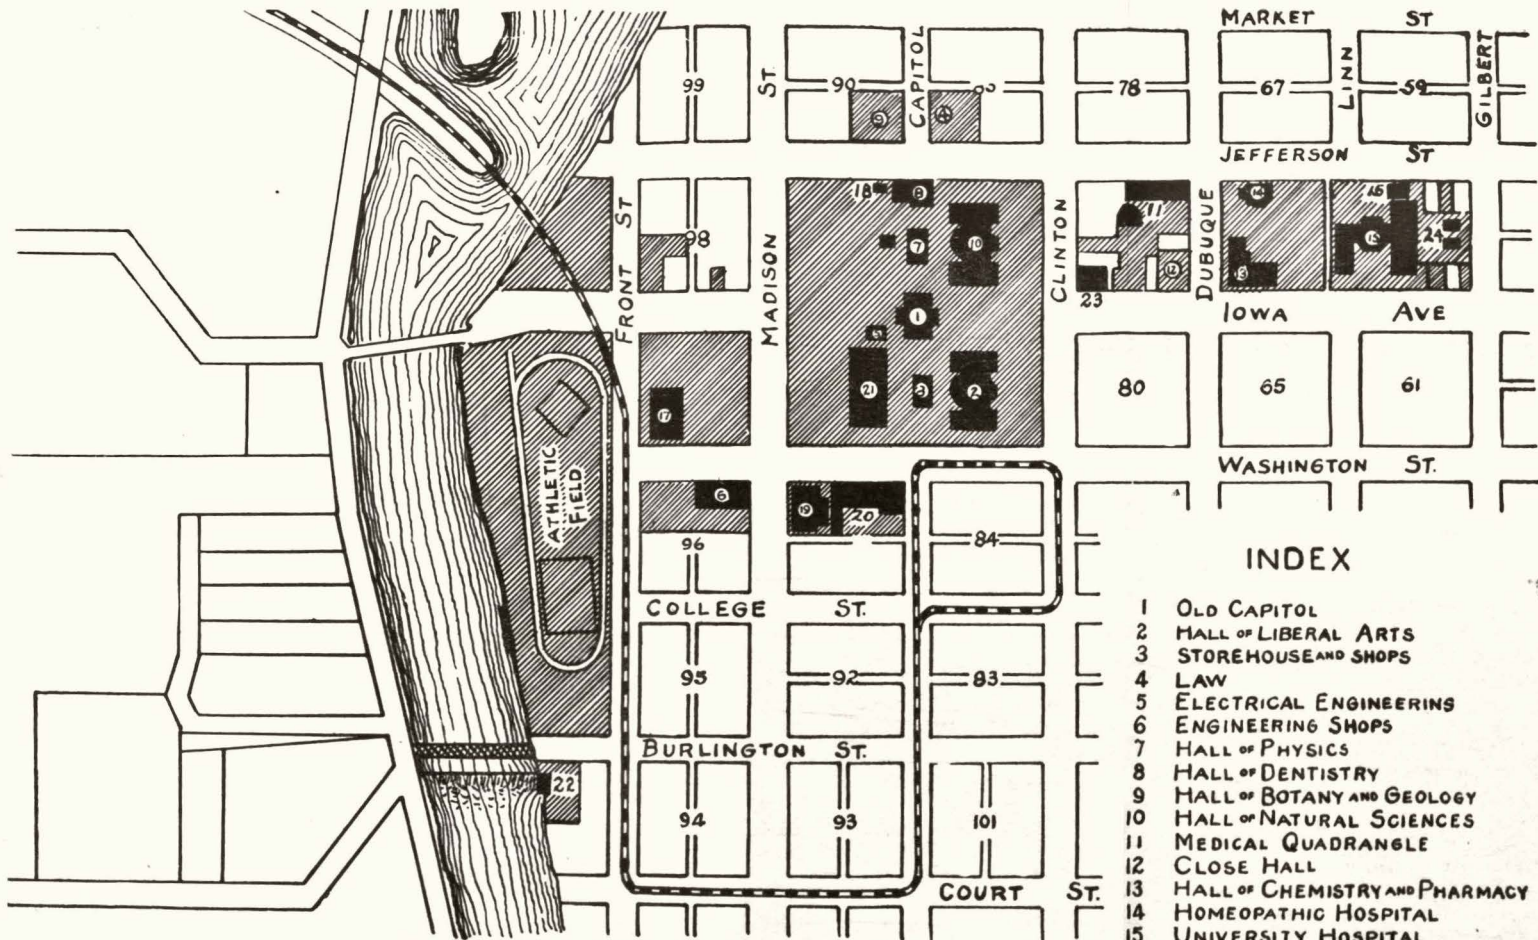 MARKET ST
99
ST.
90
CAPITOL
78
67
LINN
59
GILBERT
9
4
JEFFERSON ST
FRONT ST
98
MADISON
18
8
7
10
1
5
21
3
2
CLINTON
11
12
23
DUBUQUE
14
13
16
15
24
IOWA AVE
17
80
65
61
WASHINGTON ST.
ATHLETIC
FIELD
6
19
20
84
96
COLLEGE ST.
95
92
83
BURLINGTON ST.
22
94
93
101
COURT ST.
INDEX
1 OLD CAPITOL
2 HALL OF LIBERAL ARTS
3 STOREHOUSE AND SHOPS
4 LAW
5 ELECTRICAL ENGINEERING
6 ENGINEERING SHOPS
7 HALL OF PHYSICS
8 HALL OF DENTISTRY
9 HALL OF BOTANY AND GEOLOGY
10 HALL OF NATURAL SCIENCES
11 MEDICAL QUADRANGLE
12 CLOSE HALL
13 HALL OF CHEMISTRY AND PHARMACY
14 HOMEOPATHIC HOSPITAL
15 UNIVERSITY HOSPITAL